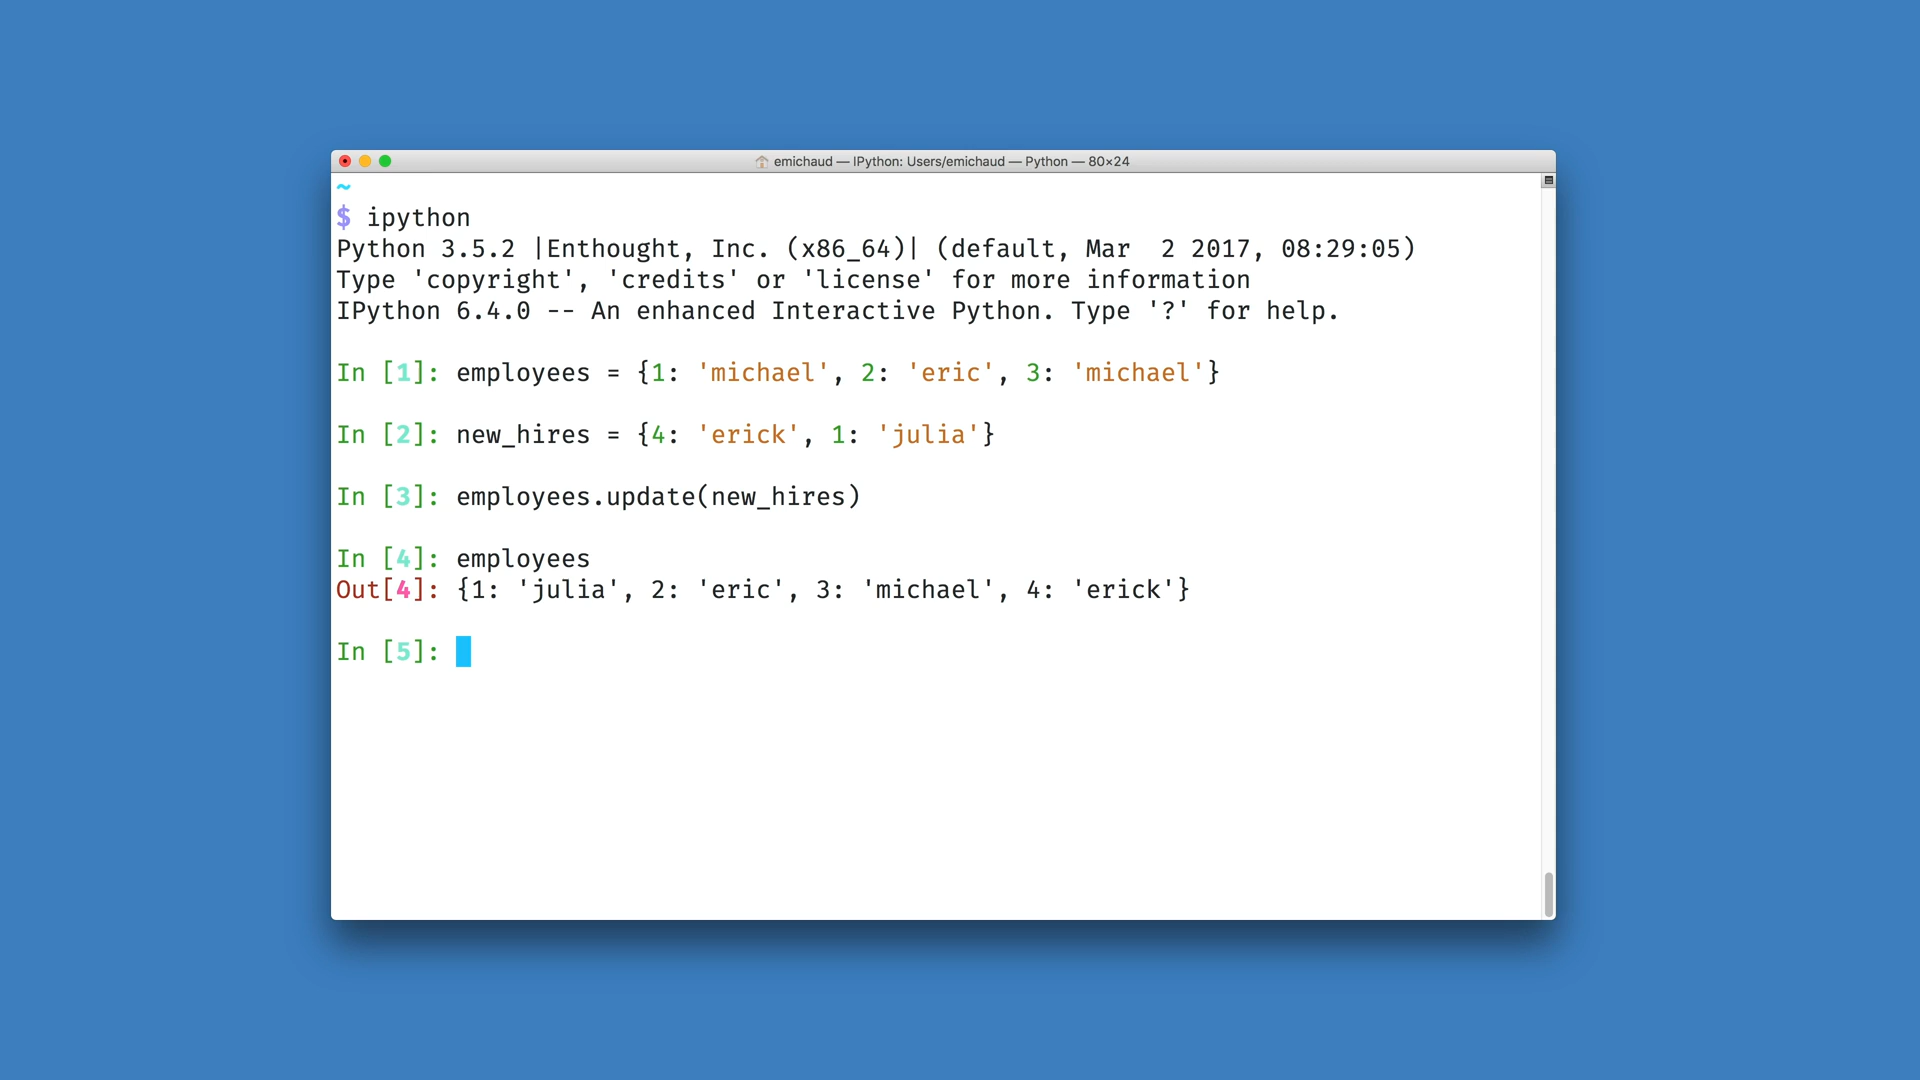 emichaud — IPython: Users/emichaud — Python — 80×24
~
$ ipython
Python 3.5.2 |Enthought, Inc. (x86_64)| (default, Mar  2 2017, 08:29:05)
Type 'copyright', 'credits' or 'license' for more information
IPython 6.4.0 -- An enhanced Interactive Python. Type '?' for help.
In [1]: employees = {1: 'michael', 2: 'eric', 3: 'michael'}
In [2]: new_hires = {4: 'erick', 1: 'julia'}
In [3]: employees.update(new_hires)
In [4]: employees
Out[4]: {1: 'julia', 2: 'eric', 3: 'michael', 4: 'erick'}
In [5]: